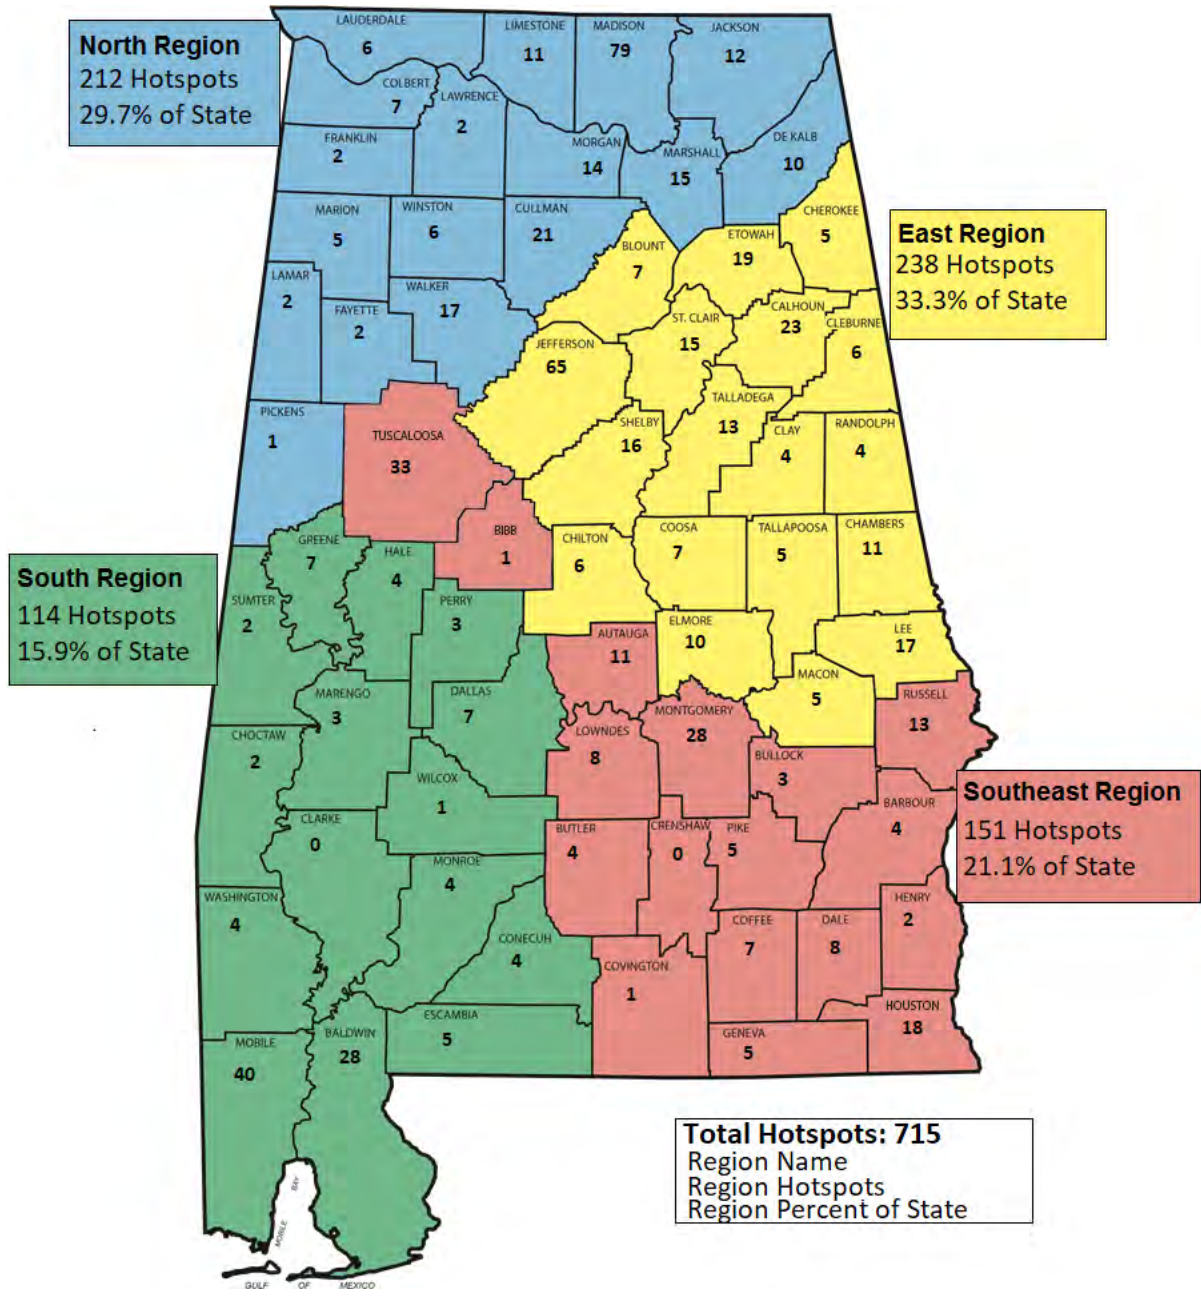 LAUDERDALE
6
LIMESTONE
11
MADISON
79
JACKSON
12
North Region
212 Hotspots
29.7% of State
COLBERT
7
LAWRENCE
2
FRANKLIN
2
MORGAN
14
MARSHALL
15
DE KALB
10
MARION
5
WINSTON
6
CULLMAN
21
CHEROKEE
5
East Region
238 Hotspots
33.3% of State
BLOUNT
7
ETOWAH
19
LAMAR
2
FAYETTE
2
WALKER
17
ST. CLAIR
15
CALHOUN
23
CLEBURNE
6
JEFFERSON
65
PICKENS
1
TUSCALOOSA
33
SHELBY
16
TALLADEGA
13
CLAY
4
RANDOLPH
4
GREENE
7
HALE
4
BIBB
1
CHILTON
6
COOSA
7
TALLAPOOSA
5
CHAMBERS
11
South Region
114 Hotspots
15.9% of State
SUMTER
2
PERRY
3
AUTAUGA
11
ELMORE
10
LEE
17
MACON
5
MARENGO
3
DALLAS
7
LOWNDES
8
MONTGOMERY
28
RUSSELL
13
CHOCTAW
2
WILCOX
1
BULLOCK
3
BARBOUR
4
Southeast Region
151 Hotspots
21.1% of State
CLARKE
0
BUTLER
4
CRENSHAW
0
PIKE
5
MONROE
4
WASHINGTON
4
CONECUH
4
COFFEE
7
DALE
8
HENRY
2
COVINGTON
1
ESCAMBIA
5
GENEVA
5
HOUSTON
18
MOBILE
40
BALDWIN
28
Total Hotspots: 715
Region Name
Region Hotspots
Region Percent of State
MOBILE BAY
GULF OF MEXICO